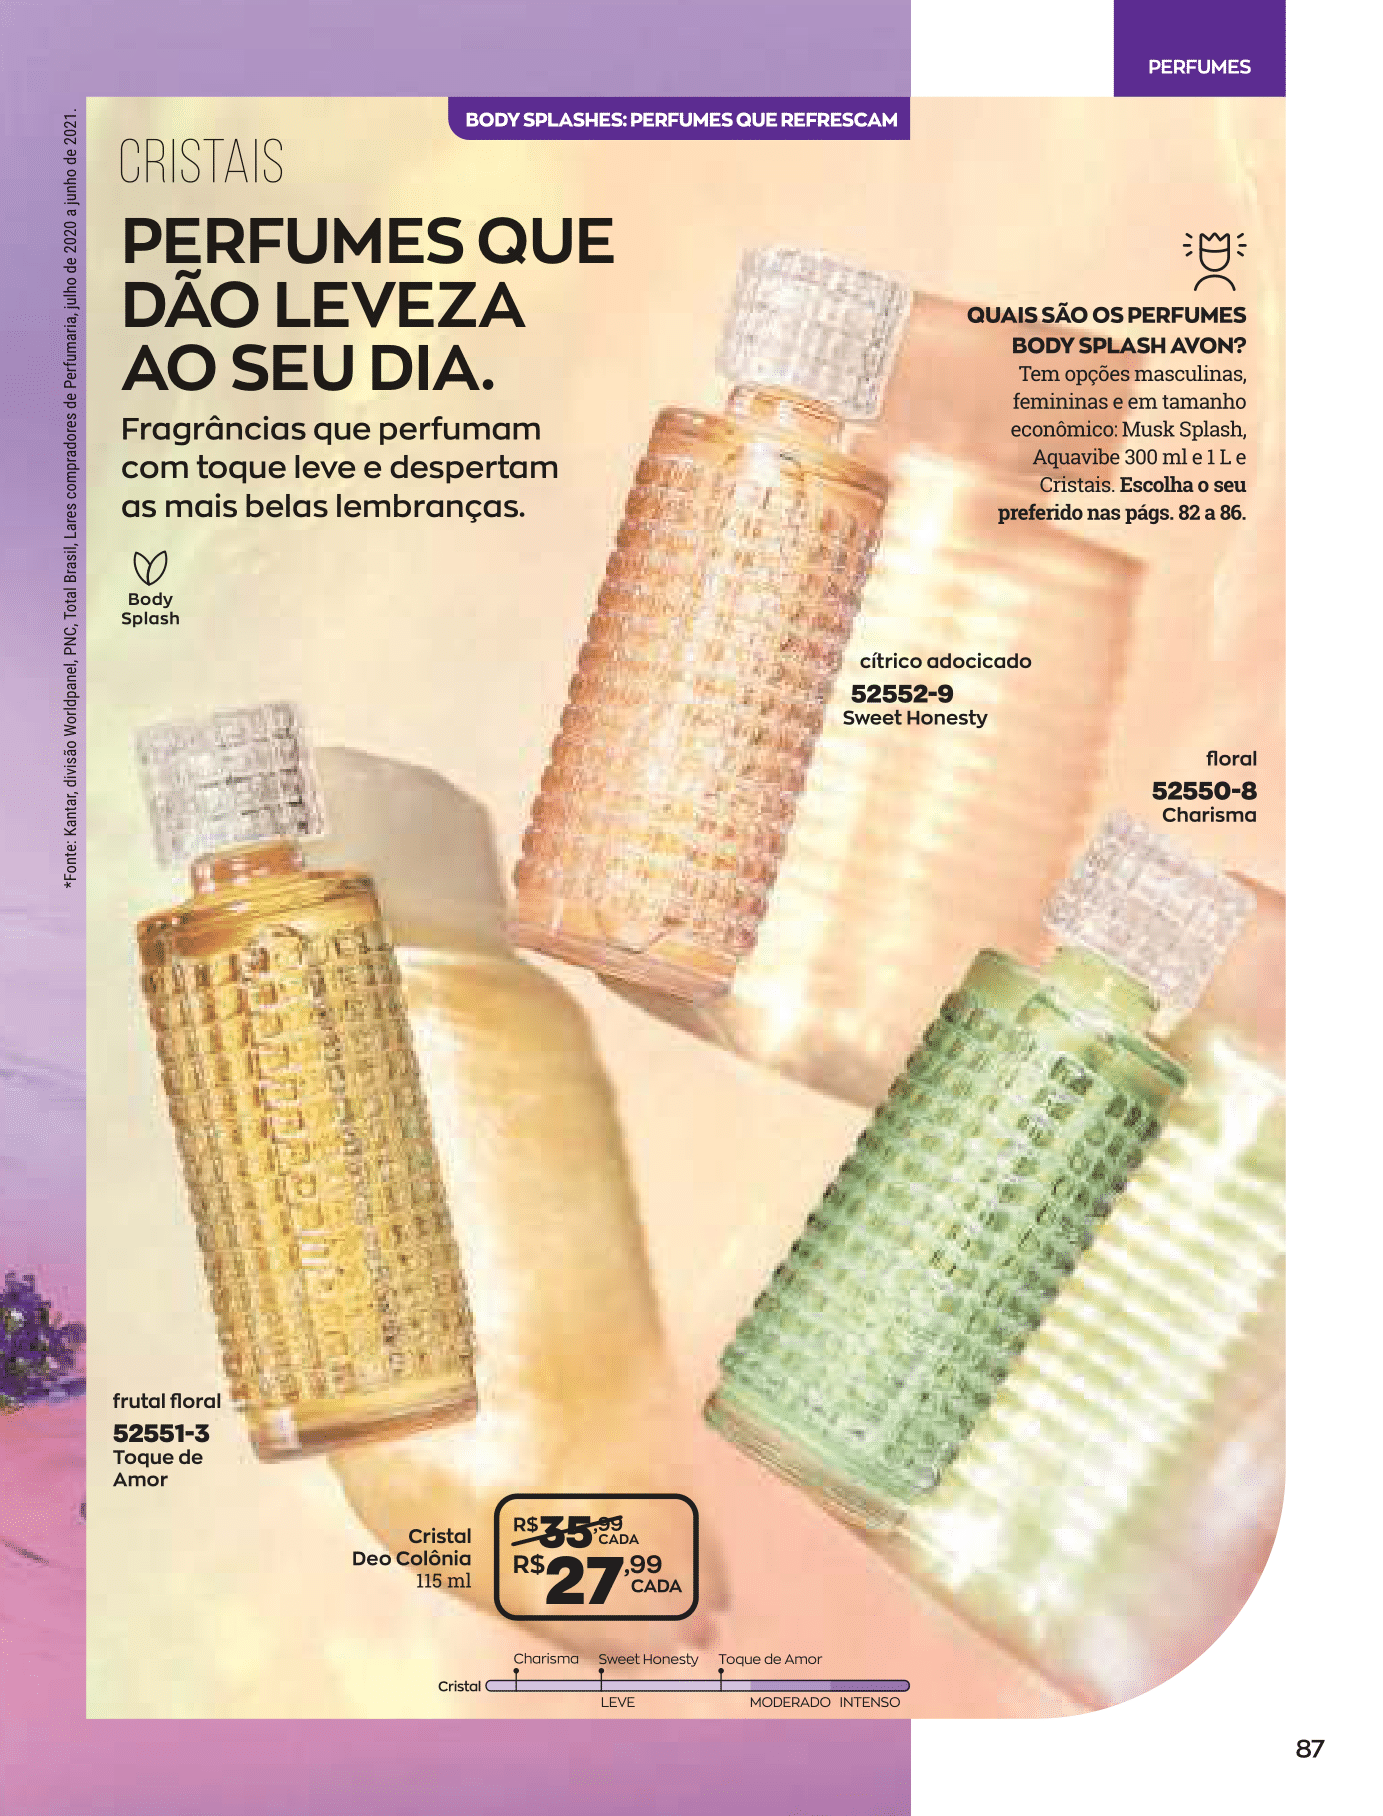 PERFUMES
BODY SPLASHES: PERFUMES QUE REFRESCAM
CRISTAIS
PERFUMES QUE
DÃO LEVEZA
AO SEU DIA.
Fragrâncias que perfumam
com toque leve e despertam
as mais belas lembranças.
Body
Splash
QUAIS SÃO OS PERFUMES
BODY SPLASH AVON?
Tem opções masculinas,
femininas e em tamanho
econômico: Musk Splash,
Aquavibe 300 ml e 1 L e
Cristais. Escolha o seu
preferido nas págs. 82 a 86.
*Fonte: Kantar, divisão Worldpanel, PNC, Total Brasil, Lares compradores de Perfumaria, julho de 2020 a junho de 2021.
cítrico adocicado
52552-9
Sweet Honesty
floral
52550-8
Charisma
frutal floral
52551-3
Toque de
Amor
Cristal
Deo Colônia
115 ml
R$35,99
CADA
R$27,99
CADA
Charisma Sweet Honesty Toque de Amor
Cristal
LEVE MODERADO INTENSO
87